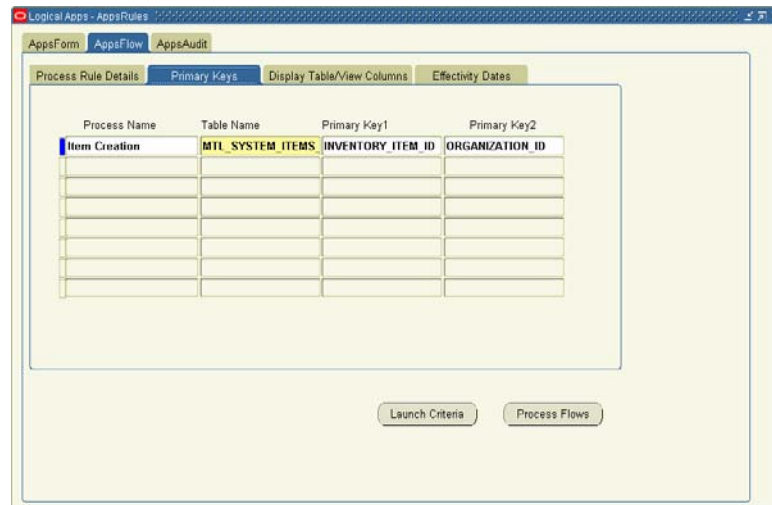 Logical Apps - AppsRules
AppsForm AppsFlow AppsAudit
Process Rule Details Primary Keys Display Table/View Columns Effectivity Dates
Process Name Table Name Primary Key1 Primary Key2
Item Creation MTL_SYSTEM_ITEMS_ INVENTORY_ITEM_ID ORGANIZATION_ID
Launch Criteria Process Flows